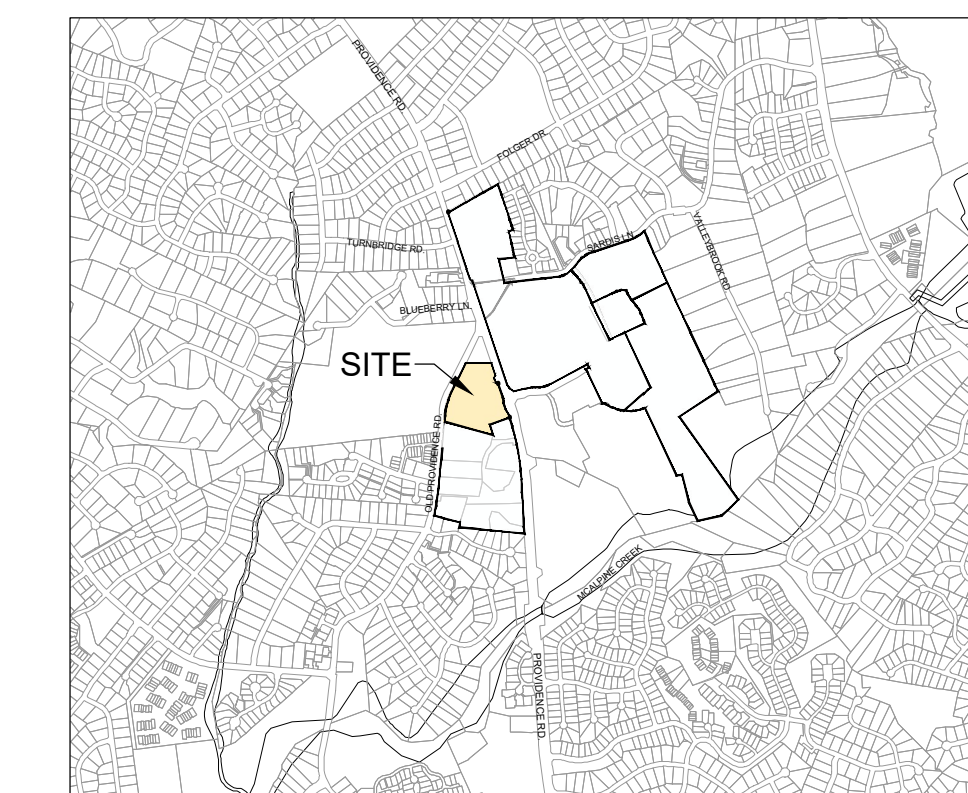 PROVIDENCE RD
FOLGER DR
VALLEYBROOK RD
SARDIS LN
TURNBRIDGE RD.
BLUEBERRY LN.
SITE
OLD PROVIDENCE RD
MCALPINE CREEK
PROVIDENCE RD